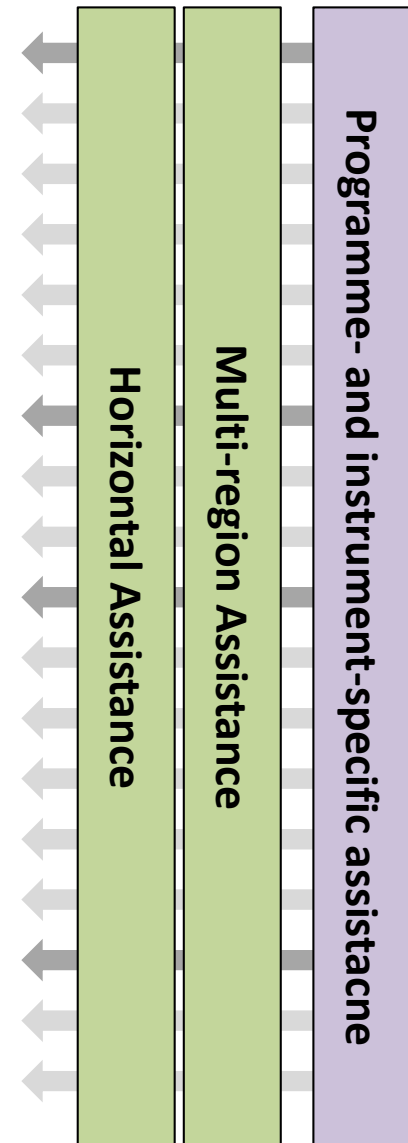 Programme- and instrument-specific assistacne
Multi-region Assistance
Horizontal Assistance